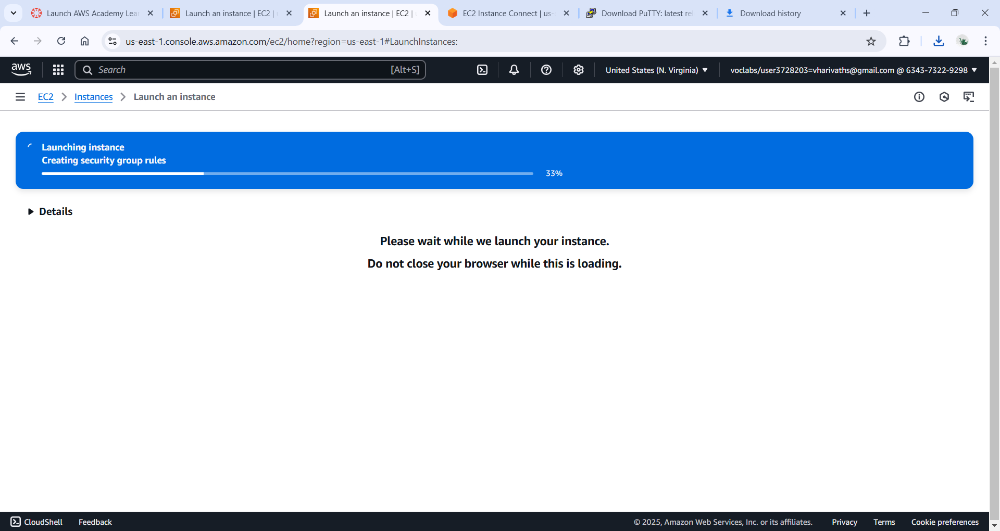 Launch AWS Academy Lea
Launch an instance | EC2 |
Launch an instance | EC2 |
EC2 Instance Connect | us-
Download PuTTY: latest rel
Download history
us-east-1.console.aws.amazon.com/ec2/home?region=us-east-1#LaunchInstances:
aws
Search
[Alt+S]
United States (N. Virginia)
voclabs/user3728203=vharivaths@gmail.com @ 6343-7322-9298
EC2
Instances
Launch an instance
Launching instance
Creating security group rules
33%
Details
Please wait while we launch your instance.
Do not close your browser while this is loading.
CloudShell
Feedback
© 2025, Amazon Web Services, Inc. or its affiliates.
Privacy
Terms
Cookie preferences